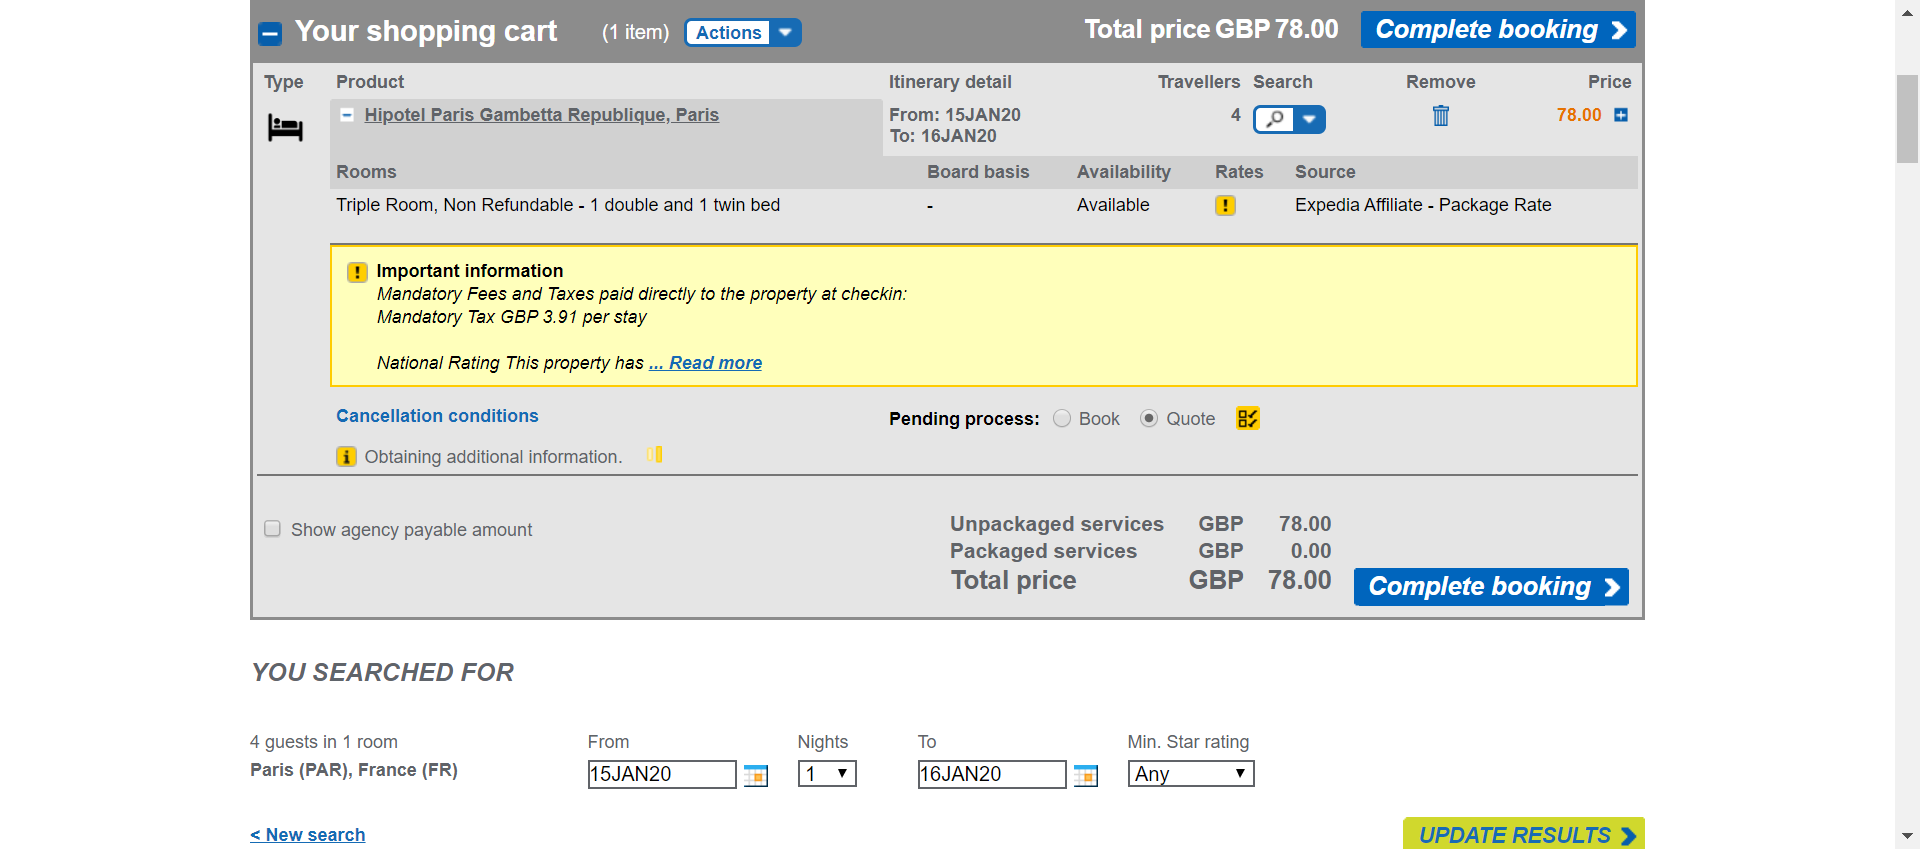 Your shopping cart (1 item) Actions Total price GBP 78.00 Complete booking
Type Product Itinerary detail Travellers Search Remove Price
Hipotel Paris Gambetta Republique, Paris From: 15JAN20 4 78.00
To: 16JAN20
Rooms Board basis Availability Rates Source
Triple Room, Non Refundable - 1 double and 1 twin bed - Available ! Expedia Affiliate - Package Rate
! Important information
Mandatory Fees and Taxes paid directly to the property at checkin:
Mandatory Tax GBP 3.91 per stay
National Rating This property has ... Read more
Cancellation conditions Pending process: Book Quote
i Obtaining additional information.
Unpackaged services GBP 78.00
Show agency payable amount
Packaged services GBP 0.00
Total price GBP 78.00 Complete booking
YOU SEARCHED FOR
4 guests in 1 room From Nights To Min. Star rating
Paris (PAR), France (FR) 15JAN20 1 16JAN20 Any
< New search UPDATE RESULTS